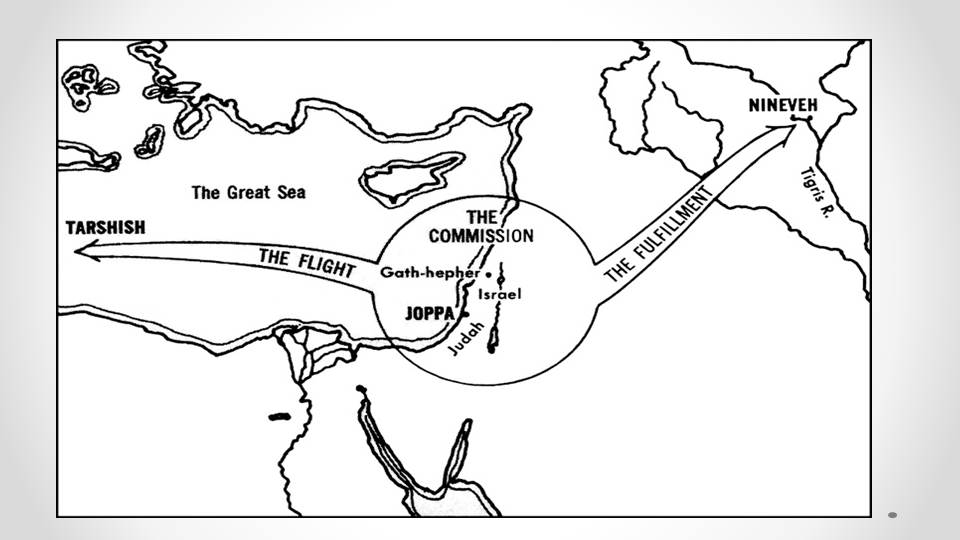 NINEVEH
Tigris R.
The Great Sea
THE
COMMISSION
TARSHISH
THE FLIGHT
THE FULFILLMENT
Gath-hepher
Israel
JOPPA
Judah